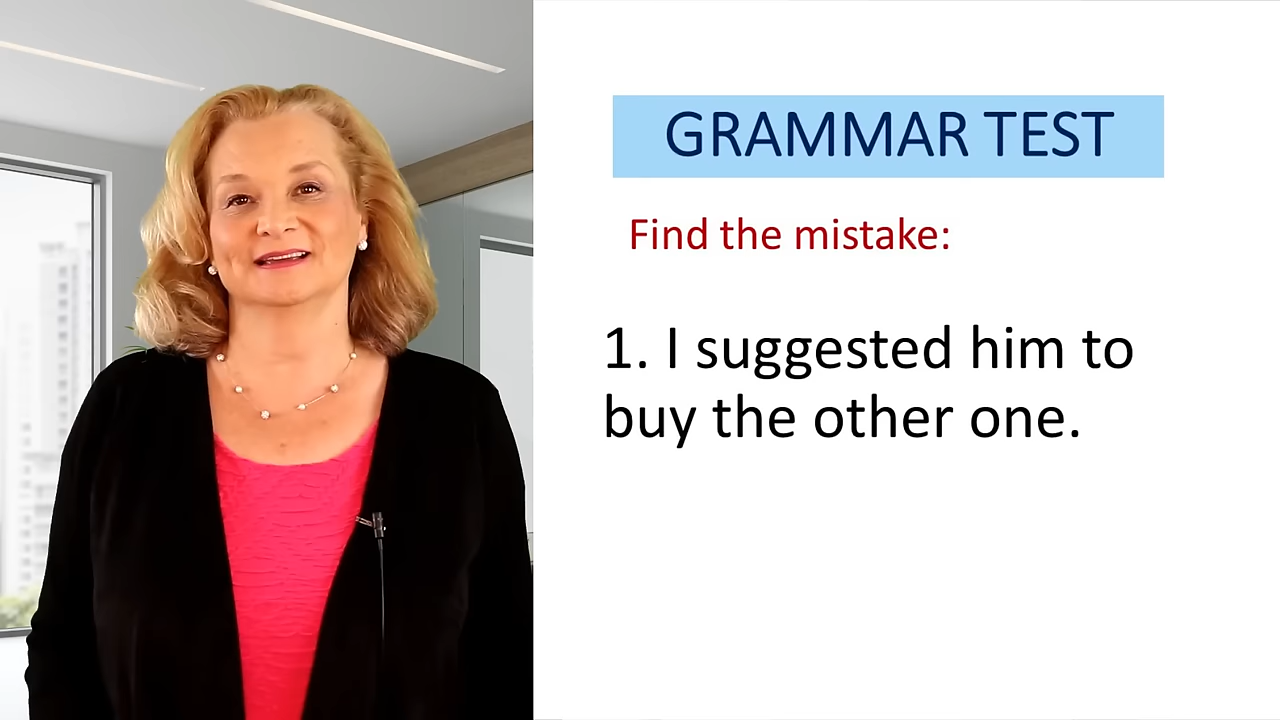 GRAMMAR TEST
Find the mistake:
1. I suggested him to
buy the other one.